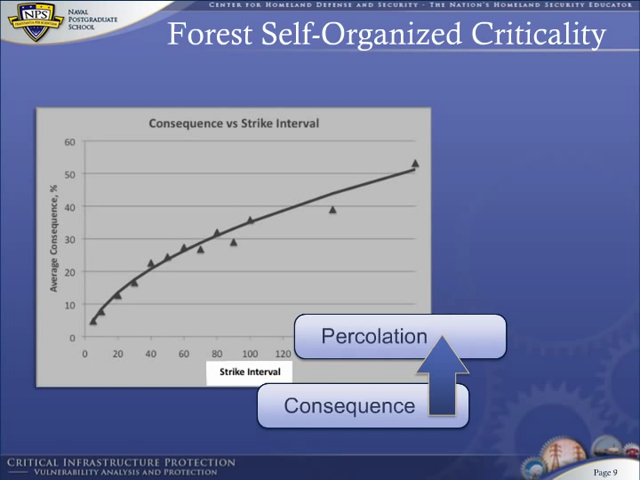 CENTER FOR HOMELAND DEFENSE AND SECURITY - THE NATION'S HOMELAND SECURITY EDUCATOR
NPS
NAVAL
POSTGRADUATE
SCHOOL
Forest Self-Organized Criticality
Consequence vs Strike Interval
Average Consequence, %
60
50
40
30
20
10
0
0 20 40 60 80 100 120
Strike Interval
Percolation
Consequence
CRITICAL INFRASTRUCTURE PROTECTION
VULNERABILITY ANALYSIS AND PROTECTION
Page 9